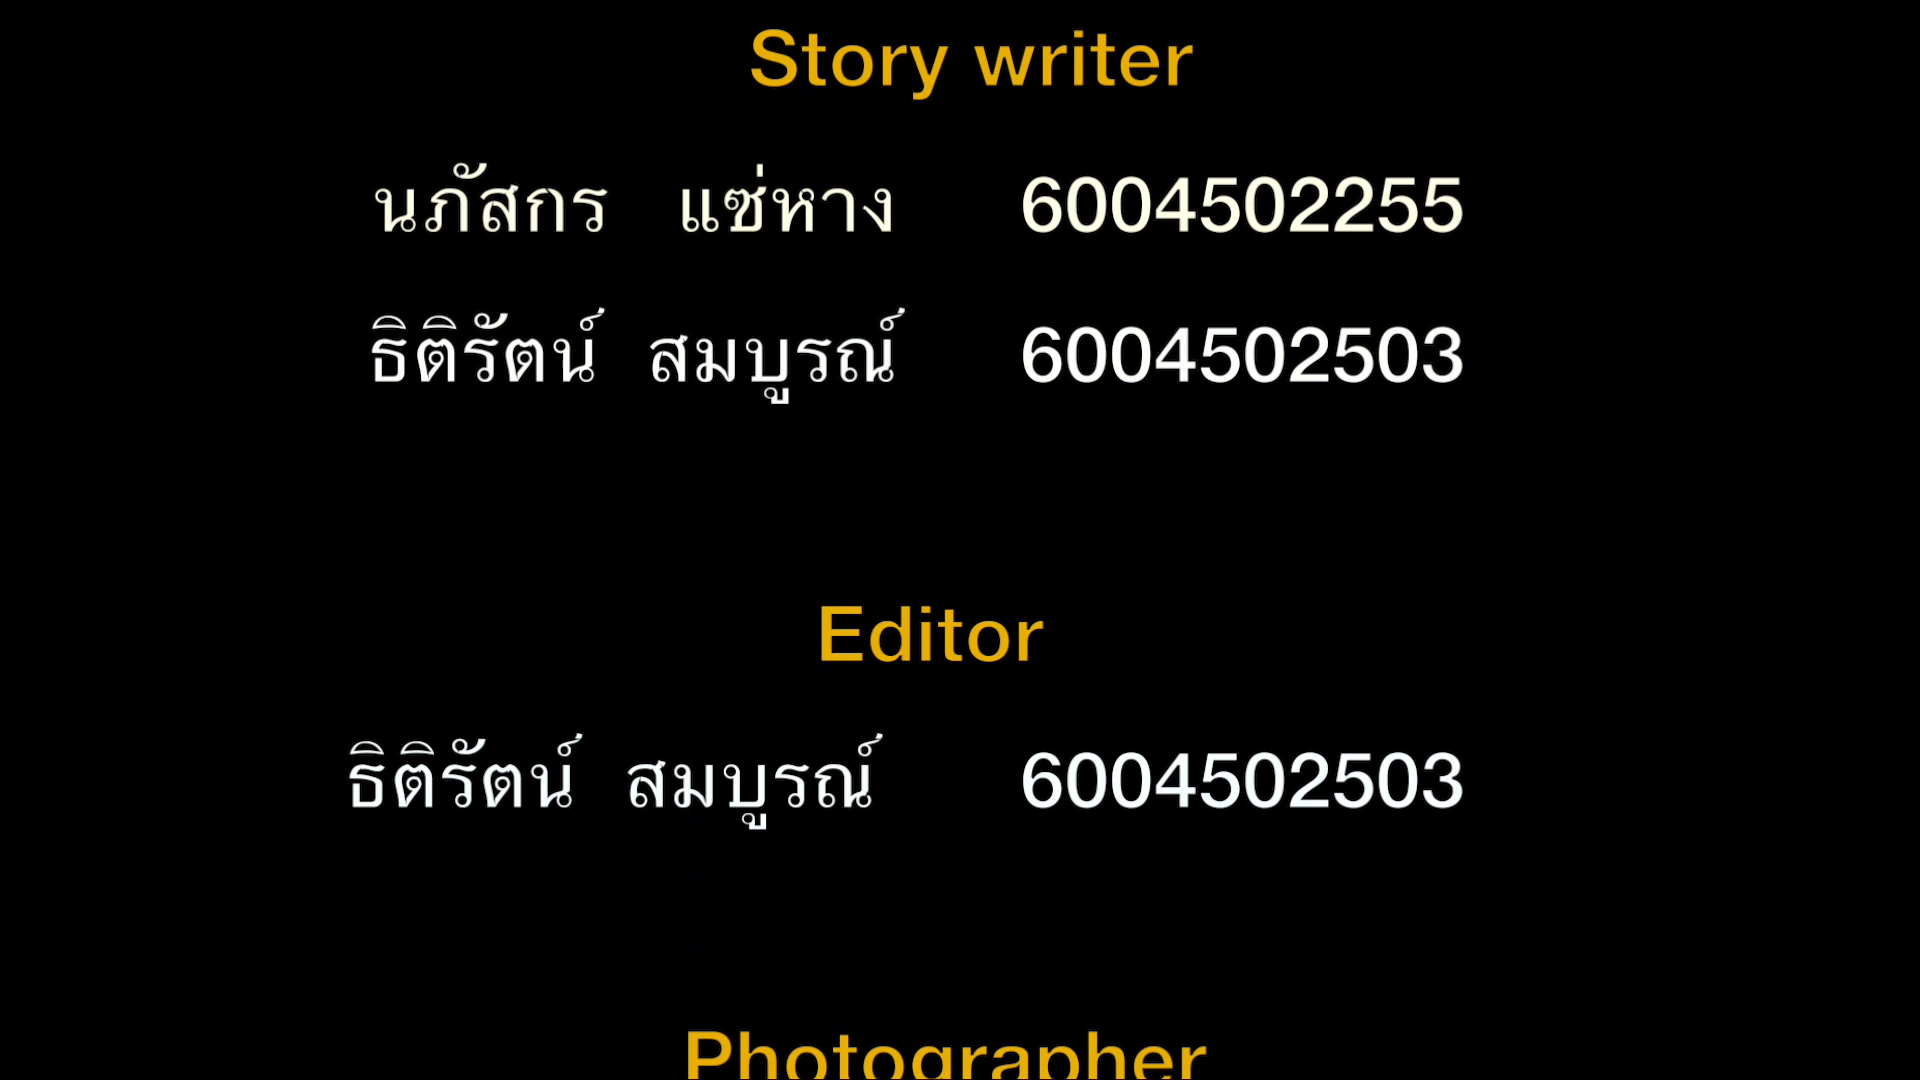 Story writer
นภัสกร แซ่หาง 6004502255
ธิติรัตน์ สมบูรณ์ 6004502503
Editor
ธิติรัตน์ สมบูรณ์ 6004502503
Photographer